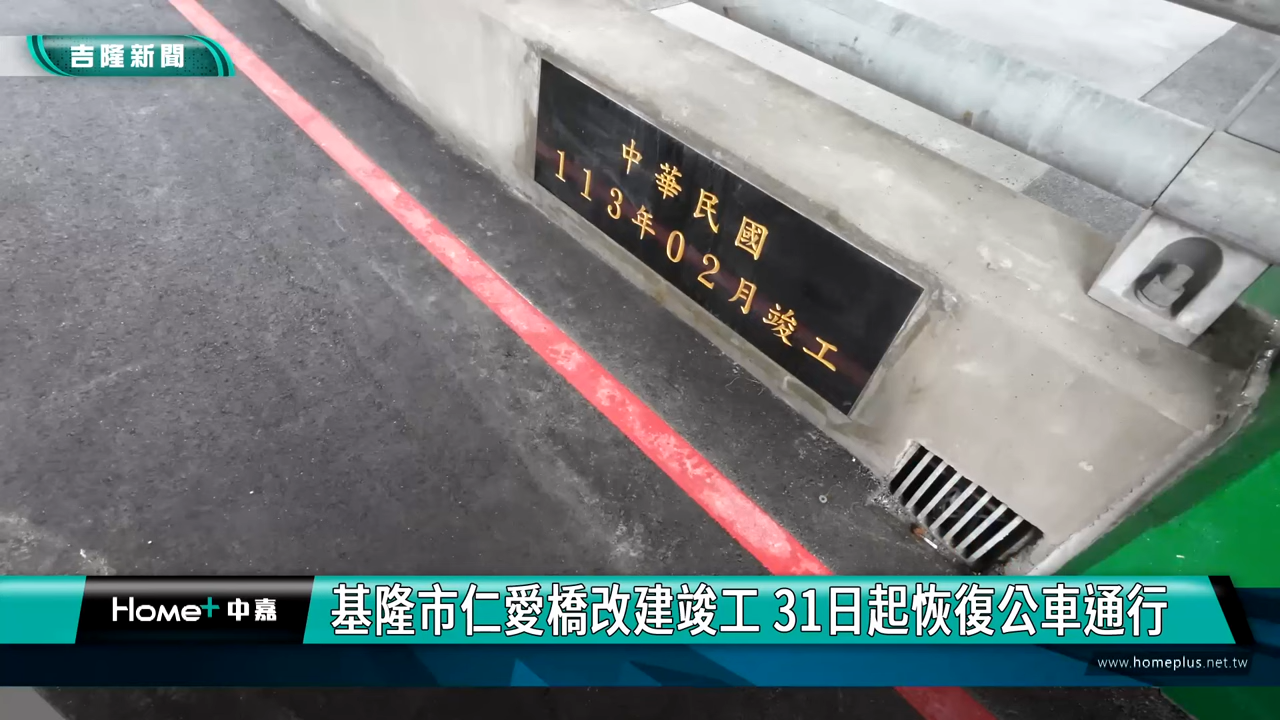 吉隆新聞
中華民國
113年02月竣工
Home+中嘉
基隆市仁愛橋改建竣工 31日起恢復公車通行
www.homeplus.net.tw